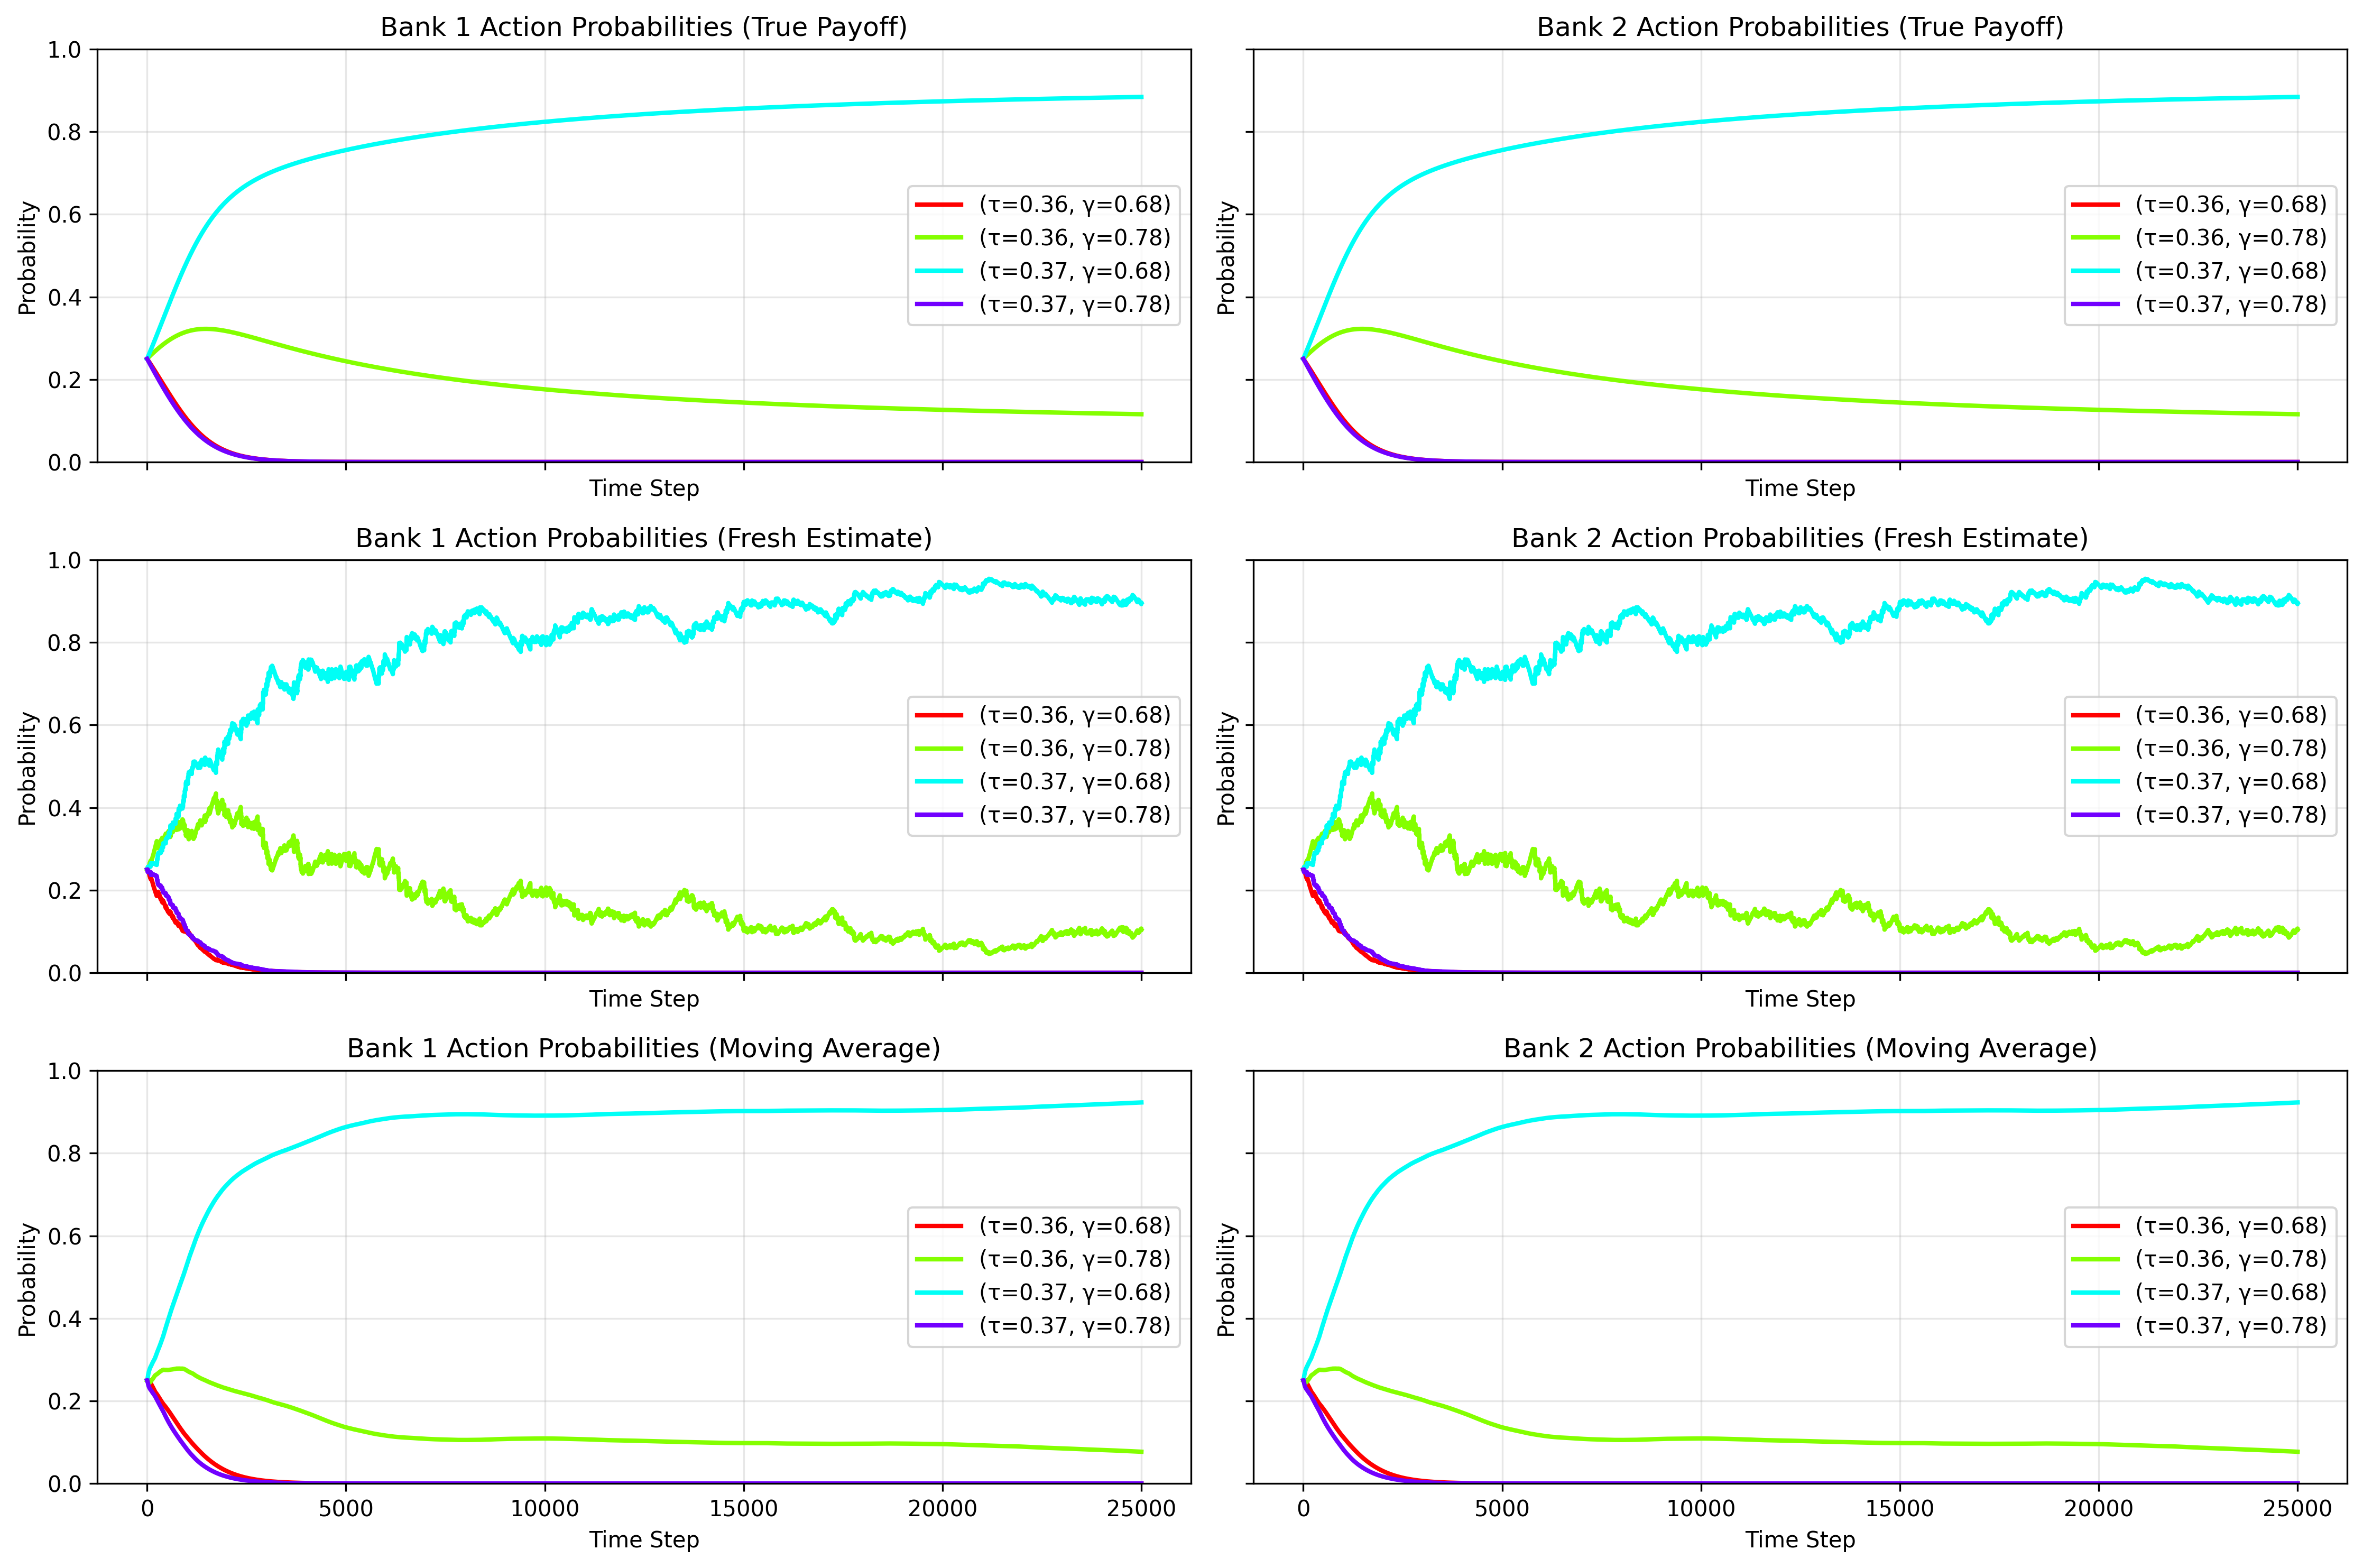 Bank 1 Action Probabilities (True Payoff)
1.0
0.8
0.6
0.4
0.2
0.0
Probability
(τ=0.36, γ=0.68)
(τ=0.36, γ=0.78)
(τ=0.37, γ=0.68)
(τ=0.37, γ=0.78)
Time Step
Bank 2 Action Probabilities (True Payoff)
Probability
(τ=0.36, γ=0.68)
(τ=0.36, γ=0.78)
(τ=0.37, γ=0.68)
(τ=0.37, γ=0.78)
Time Step
Bank 1 Action Probabilities (Fresh Estimate)
1.0
0.8
0.6
0.4
0.2
0.0
Probability
(τ=0.36, γ=0.68)
(τ=0.36, γ=0.78)
(τ=0.37, γ=0.68)
(τ=0.37, γ=0.78)
Time Step
Bank 2 Action Probabilities (Fresh Estimate)
Probability
(τ=0.36, γ=0.68)
(τ=0.36, γ=0.78)
(τ=0.37, γ=0.68)
(τ=0.37, γ=0.78)
Time Step
Bank 1 Action Probabilities (Moving Average)
1.0
0.8
0.6
0.4
0.2
0.0
Probability
(τ=0.36, γ=0.68)
(τ=0.36, γ=0.78)
(τ=0.37, γ=0.68)
(τ=0.37, γ=0.78)
0 5000 10000 15000 20000 25000
Time Step
Bank 2 Action Probabilities (Moving Average)
Probability
(τ=0.36, γ=0.68)
(τ=0.36, γ=0.78)
(τ=0.37, γ=0.68)
(τ=0.37, γ=0.78)
0 5000 10000 15000 20000 25000
Time Step